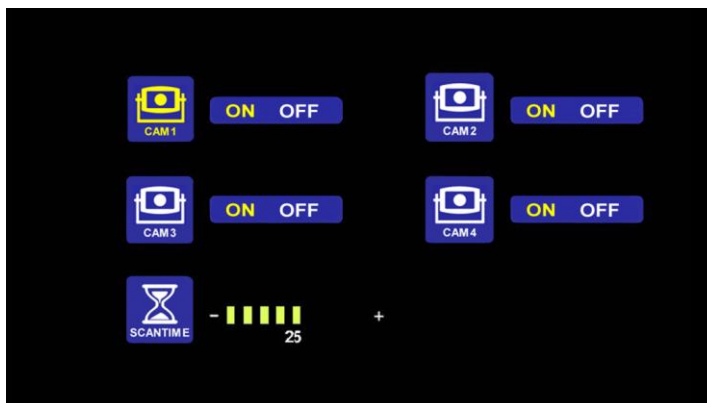 ON OFF
CAM1
ON OFF
CAM2
ON OFF
CAM3
ON OFF
CAM4
- +
SCANTIME
25